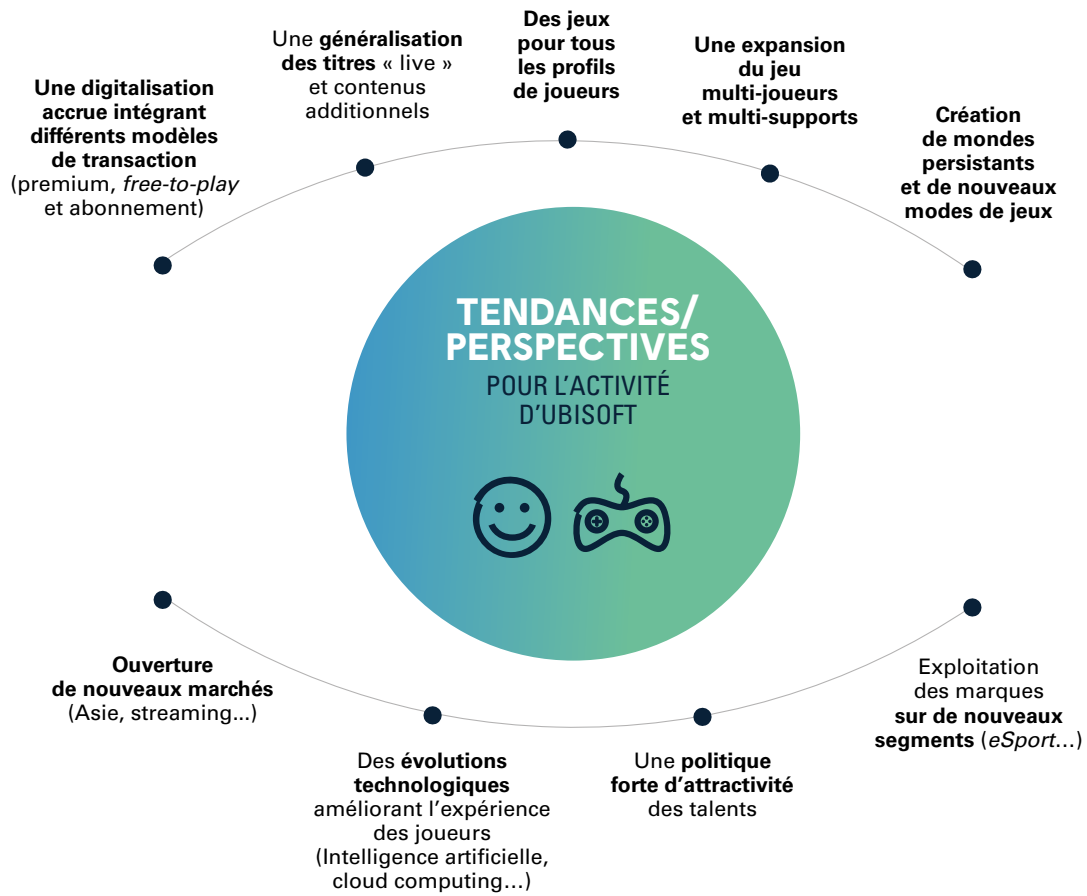 Une digitalisation
accrue intégrant
différents modèles
de transaction
(premium, free-to-play
et abonnement)
Une généralisation
des titres « live »
et contenus
additionnels
Des jeux
pour tous
les profils
de joueurs
Une expansion
du jeu
multi-joueurs
et multi-supports
Création
de mondes
persistants
et de nouveaux
modes de jeux
TENDANCES/
PERSPECTIVES
POUR L'ACTIVITÉ
D'UBISOFT
Ouverture
de nouveaux marchés
(Asie, streaming...)
Des évolutions
technologiques
améliorant l'expérience
des joueurs
(Intelligence artificielle,
cloud computing…)
Une politique
forte d'attractivité
des talents
Exploitation
des marques
sur de nouveaux
segments (eSport…)